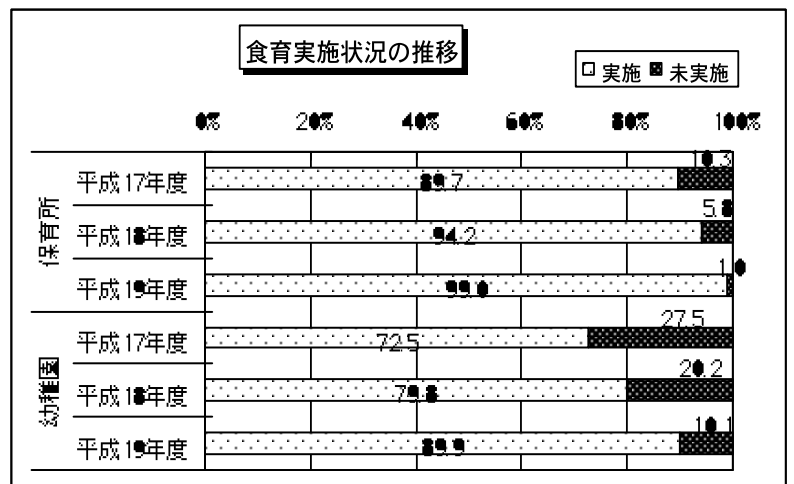 食育実施状況の推移
実施 未実施
0% 20% 40% 60% 80% 100%
保育所
平成17年度 89.7 10.3
平成18年度 94.2 5.8
平成19年度 99.0 1.0
幼稚園
平成17年度 72.5 27.5
平成18年度 79.8 20.2
平成19年度 89.9 10.1